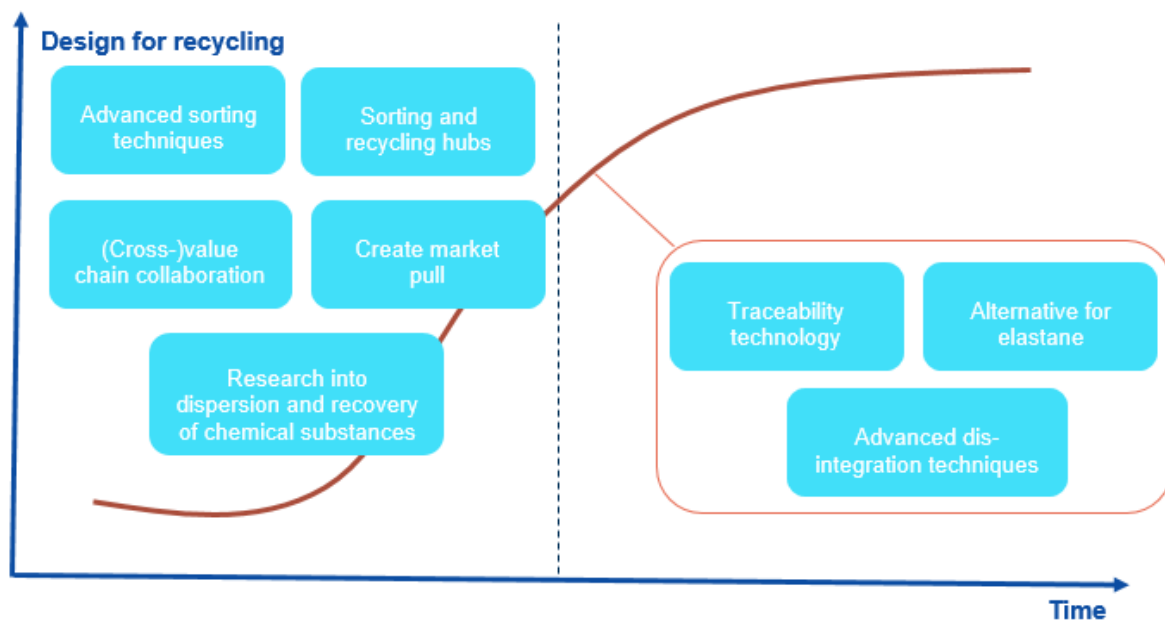 Design for recycling
Advanced sorting
techniques
Sorting and
recycling hubs
(Cross-)value
chain collaboration
Create market
pull
Research into
dispersion and recovery
of chemical substances
Traceability
technology
Alternative for
elastane
Advanced dis-
integration techniques
Time